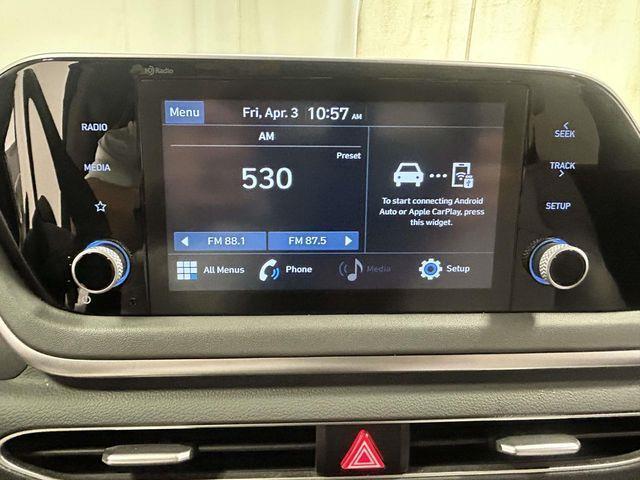 HD Radio
RADIO
MEDIA
Menu
Fri, Apr. 3 10:57 AM
AM
Preset
530
FM 88.1
FM 87.5
To start connecting Android
Auto or Apple CarPlay, press
this widget.
All Menus
Phone
Media
Setup
SEEK
TRACK
SETUP